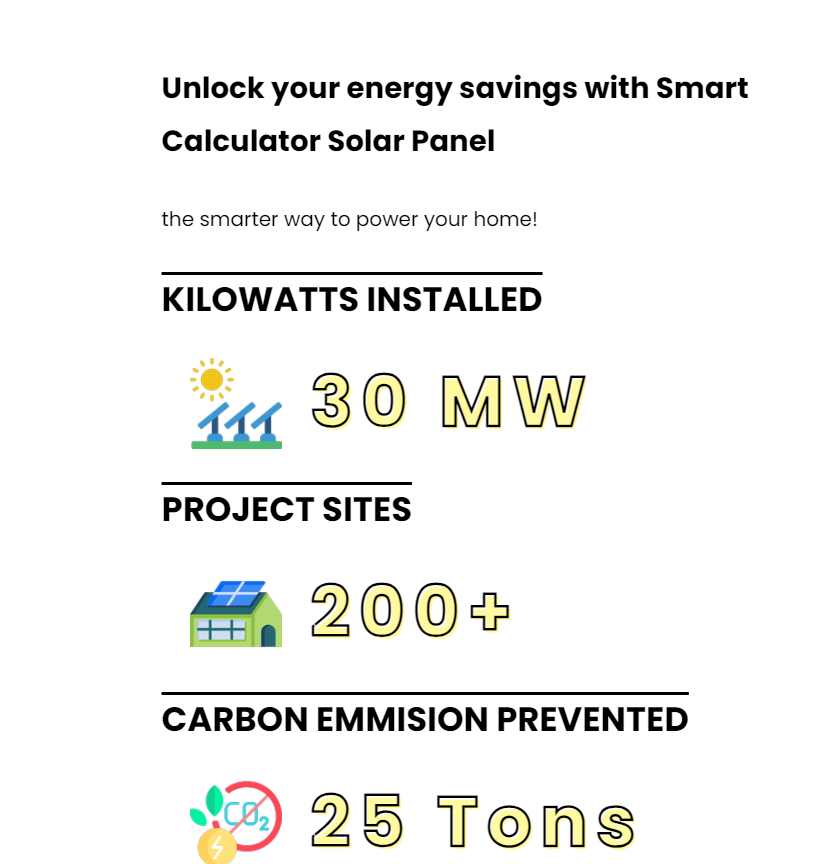 Unlock your energy savings with Smart
Calculator Solar Panel
the smarter way to power your home!
KILOWATTS INSTALLED
30 MW
PROJECT SITES
200+
CARBON EMMISION PREVENTED
CO2
25 Tons